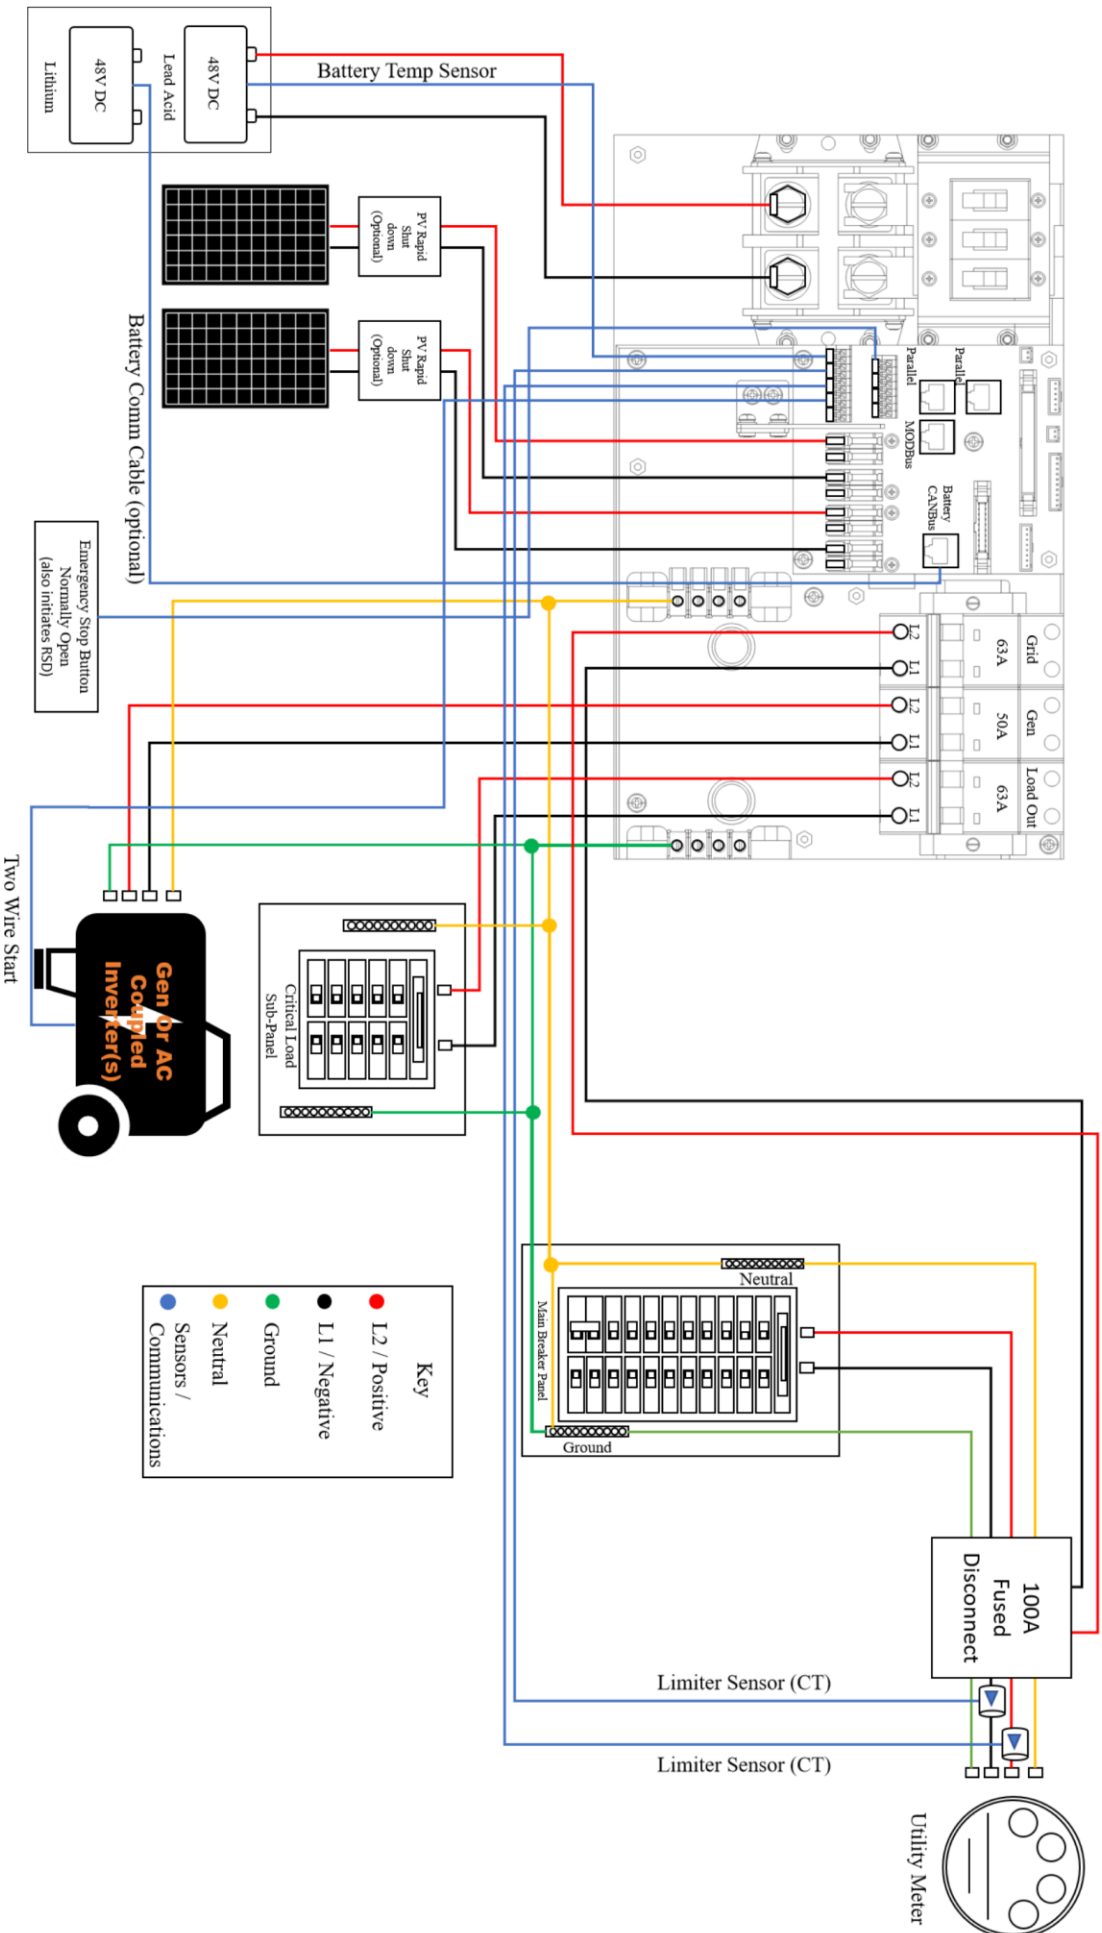 48V DC
Lithium
48V DC
Lead Acid
Battery Temp Sensor
PV Rapid
Shut
down
(Optional)
PV Rapid
Shut
down
(Optional)
Battery Comm Cable (optional)
Parallel
Parallel
MODBus
Battery
CANBus
Emergency Stop Button
Normally Open
(also initiates RSD)
L2
L1
63A
Grid
L2
L1
50A
Gen
L2
L1
63A
Load Out
Two Wire Start
Gen Or AC
Coupled
Inverter(s)
Critical Load
Sub-Panel
Neutral
Main Breaker Panel
Ground
Key
L2 / Positive
L1 / Negative
Ground
Neutral
Sensors /
Communications
100A
Fused
Disconnect
Limiter Sensor (CT)
Limiter Sensor (CT)
Utility Meter